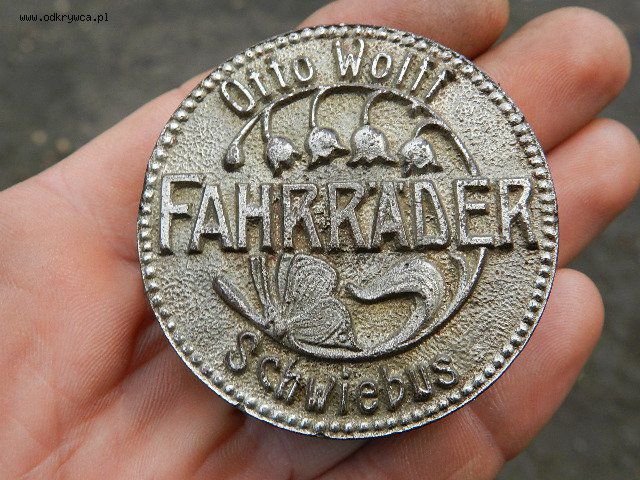 www.odkrywca.pl
Otto Wolff
FAHRRÄDER
Schwiebus